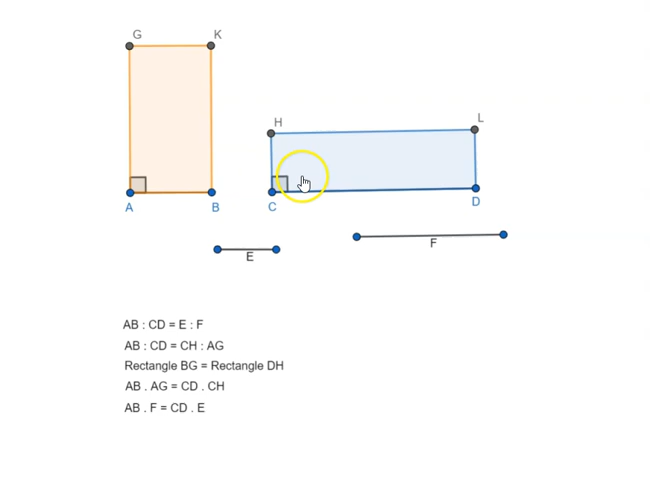 G K
H L
A B C D
E F
AB : CD = E : F
AB : CD = CH : AG
Rectangle BG = Rectangle DH
AB . AG = CD . CH
AB . F = CD . E